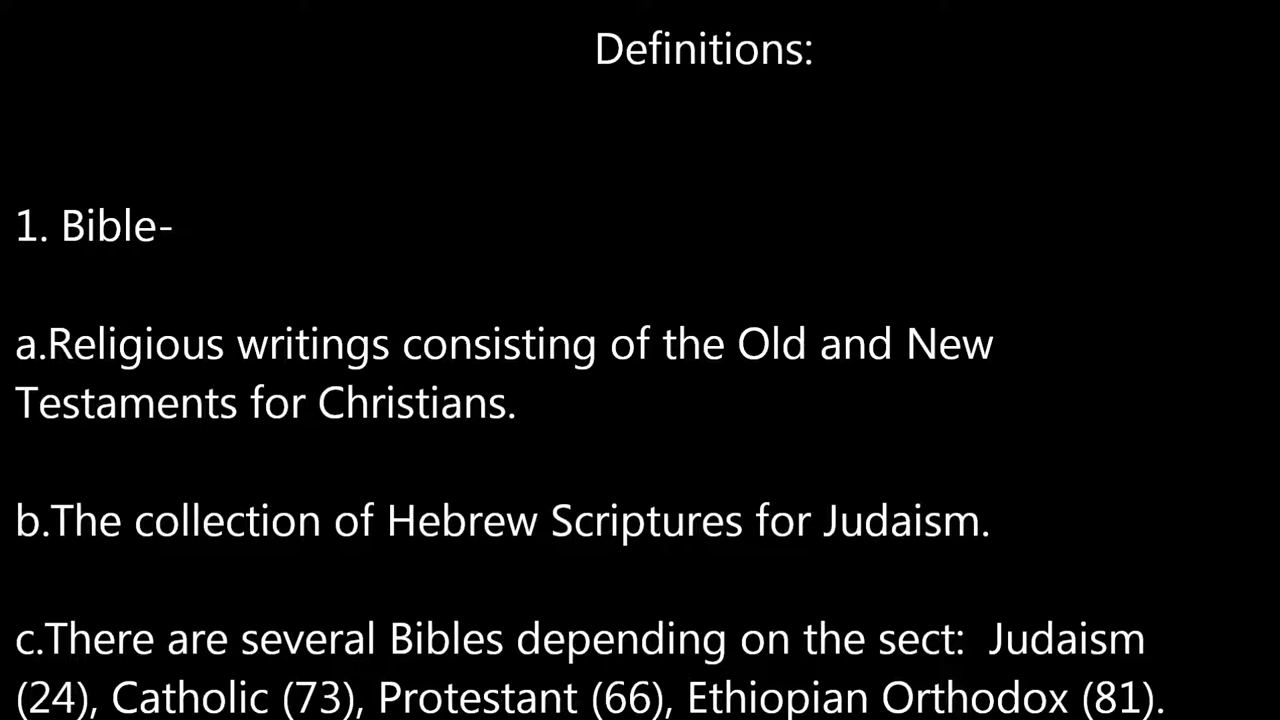 Definitions:
1. Bible-
a.Religious writings consisting of the Old and New
Testaments for Christians.
b.The collection of Hebrew Scriptures for Judaism.
c.There are several Bibles depending on the sect:  Judaism
(24), Catholic (73), Protestant (66), Ethiopian Orthodox (81).